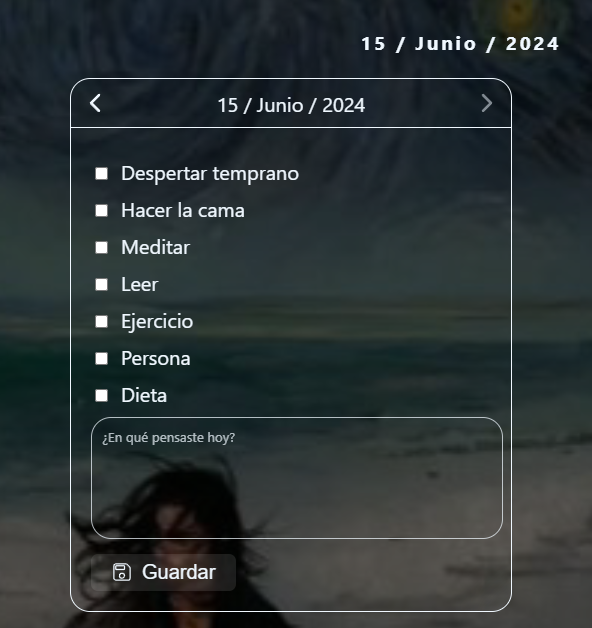 15 / Junio / 2024
15 / Junio / 2024
Despertar temprano
Hacer la cama
Meditar
Leer
Ejercicio
Persona
Dieta
¿En qué pensaste hoy?
Guardar